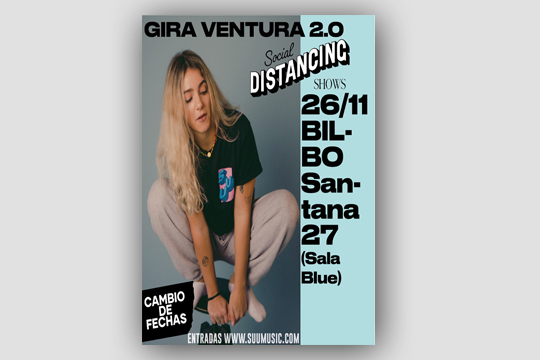 GIRA VENTURA 2.0
Social
DISTANCING
SHOWS
26/11
BIL-
BO
San-
tana
27
(Sala
Blue)
CAMBIO
DE
FECHAS
ENTRADAS WWW.SUUMUSIC.COM